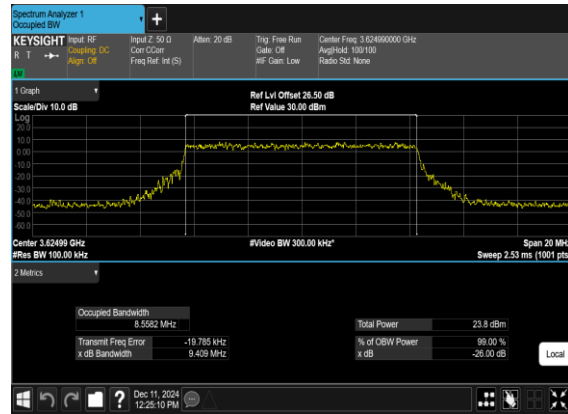 Spectrum Analyzer 1
Occupied BW
+
KEYSIGHT
R T
LXI
Input: RF
Coupling: DC
Align: Off
Input Z: 50 Ω
Corr CCorr
Freq Ref: Int (S)
Atten: 20 dB
Trig: Free Run
Gate: Off
#IF Gain: Low
Center Freq: 3.624990000 GHz
Avg|Hold: 100/100
Radio Std: None
1 Graph
Scale/Div 10.0 dB
Ref Lvl Offset 26.50 dB
Ref Value 30.00 dBm
Log
20.0
10.0
0.00
-10.0
-20.0
-30.0
-40.0
-50.0
-60.0
Center 3.62499 GHz
#Res BW 100.00 kHz
#Video BW 300.00 kHz*
Span 20 MHz
Sweep 2.53 ms (1001 pts)
2 Metrics
Occupied Bandwidth
8.5582 MHz
Transmit Freq Error -19.785 kHz
x dB Bandwidth 9.409 MHz
Total Power 23.8 dBm
% of OBW Power 99.00 %
x dB -26.00 dB
Local
?
Dec 11, 2024
12:25:10 PM